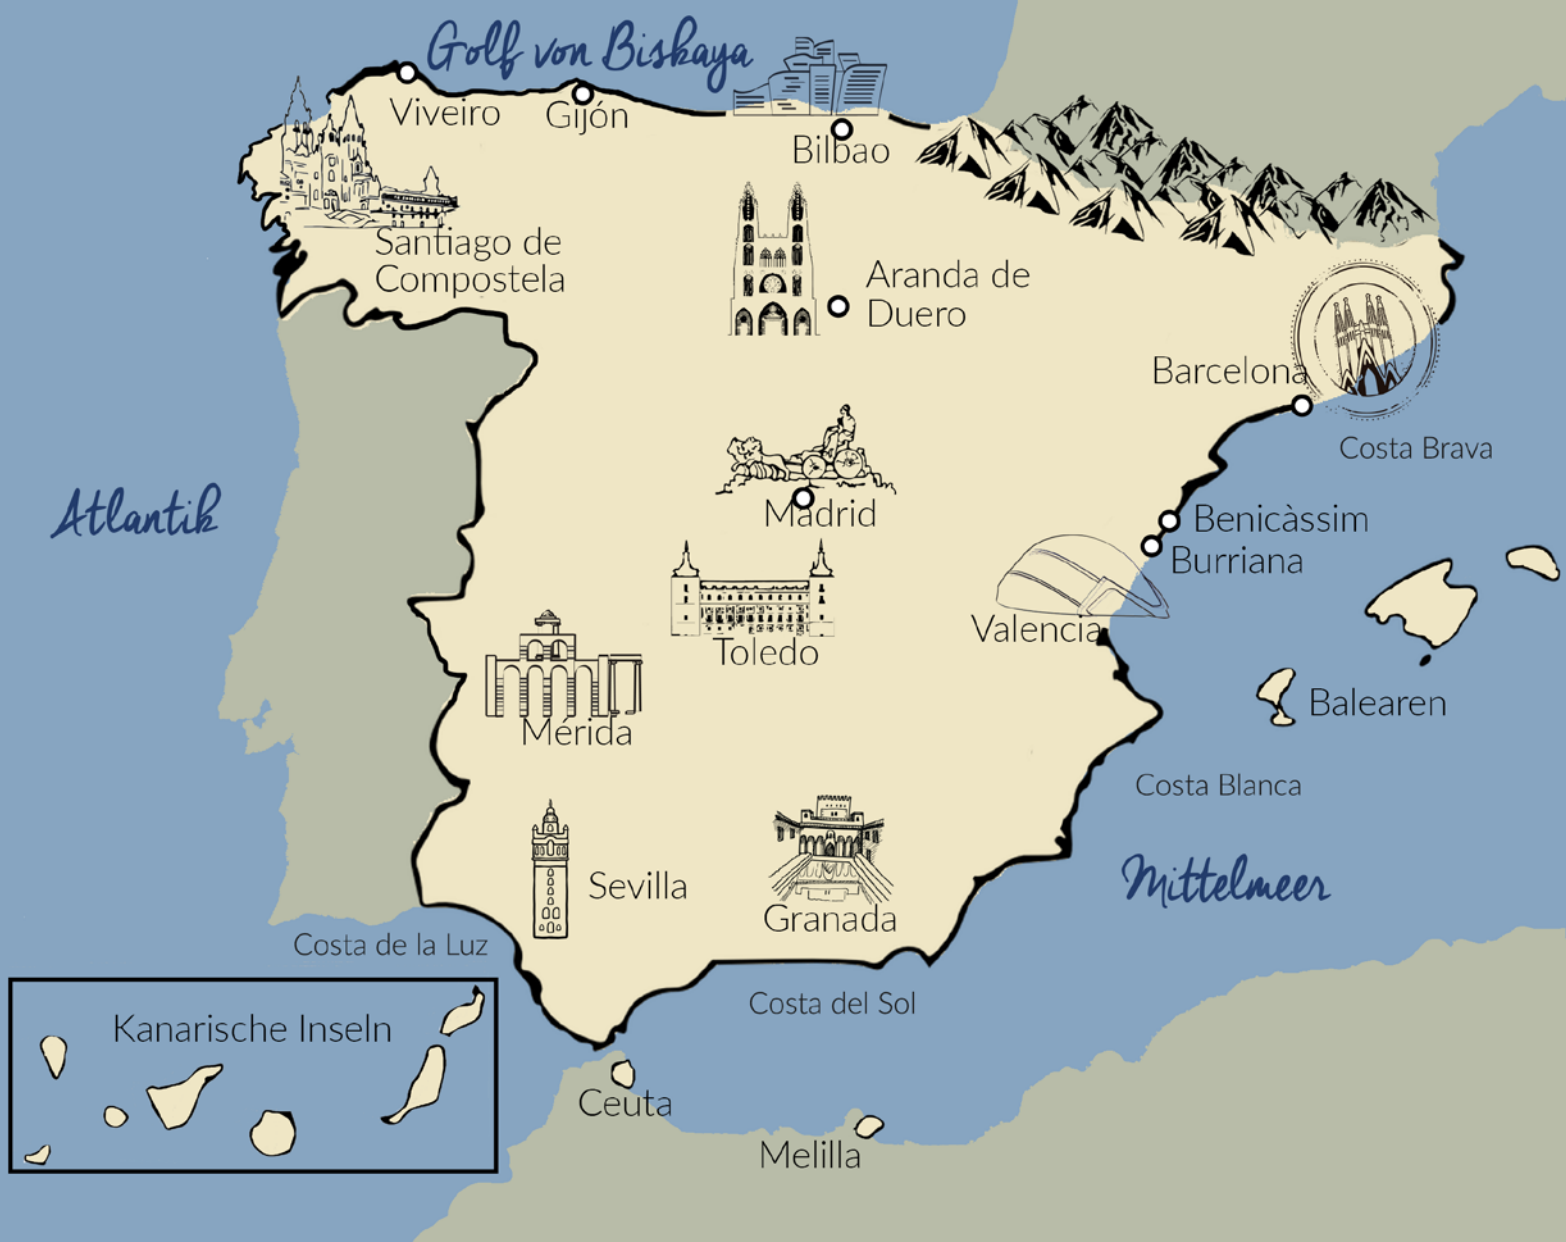 Golf von Biskaya
Viveiro
Gijón
Bilbao
Santiago de
Compostela
Aranda de
Duero
Barcelona
Costa Brava
Atlantik
Madrid
Benicàssim
Burriana
Valencia
Toledo
Mérida
Balearen
Costa Blanca
Sevilla
Granada
Mittelmeer
Costa de la Luz
Costa del Sol
Kanarische Inseln
Ceuta
Melilla